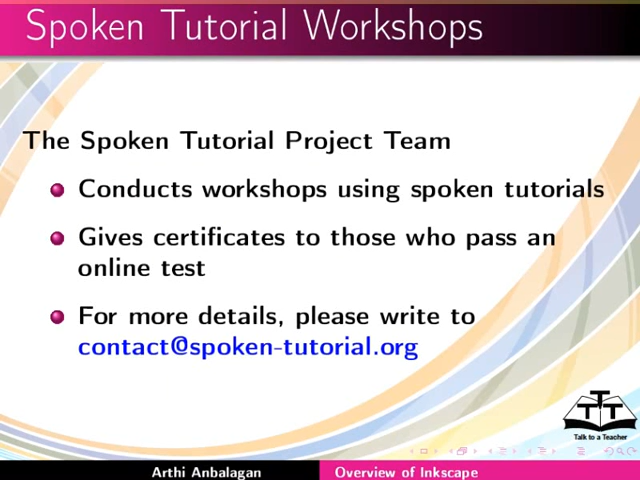 Spoken Tutorial Workshops
The Spoken Tutorial Project Team
Conducts workshops using spoken tutorials
Gives certificates to those who pass an
online test
For more details, please write to
contact@spoken-tutorial.org
TTT
Talk to a Teacher
Arthi Anbalagan
Overview of Inkscape